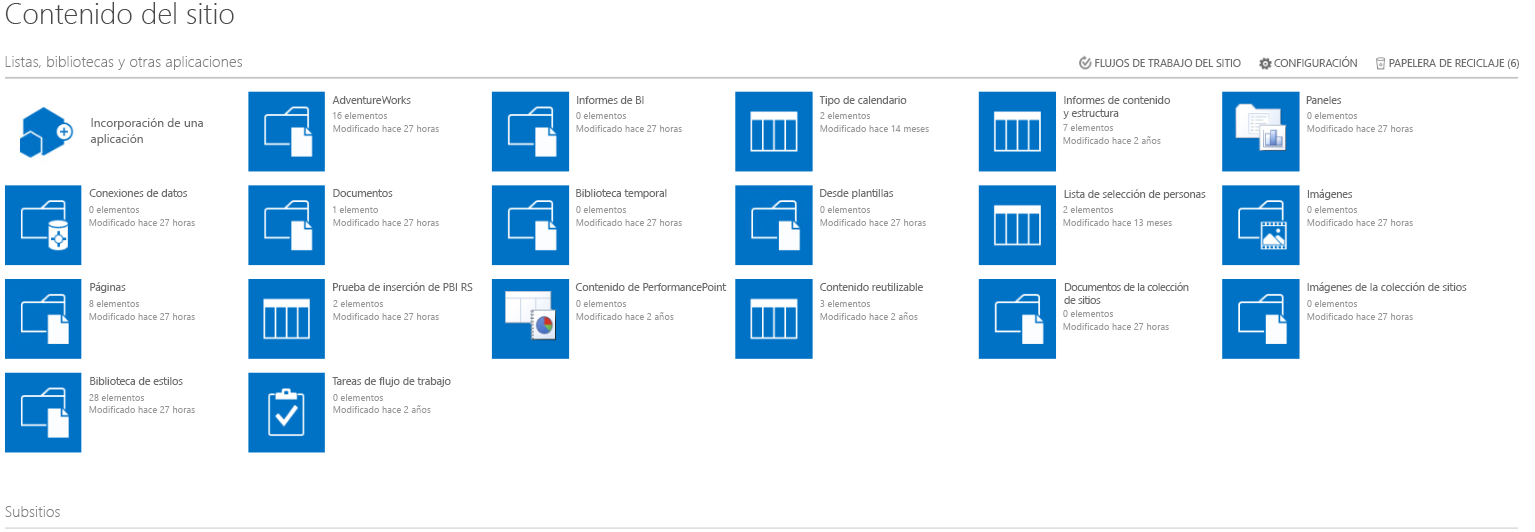 Contenido del sitio
Listas, bibliotecas y otras aplicaciones
FLUJOS DE TRABAJO DEL SITIO
CONFIGURACIÓN
PAPELERA DE RECICLAJE (6)
Incorporación de una
aplicación
AdventureWorks
16 elementos
Modificado hace 27 horas
Informes de BI
0 elementos
Modificado hace 27 horas
Tipo de calendario
2 elementos
Modificado hace 14 meses
Informes de contenido
y estructura
7 elementos
Modificado hace 2 años
Paneles
0 elementos
Modificado hace 27 horas
Conexiones de datos
0 elementos
Modificado hace 27 horas
Documentos
1 elemento
Modificado hace 27 horas
Biblioteca temporal
0 elementos
Modificado hace 27 horas
Desde plantillas
0 elementos
Modificado hace 27 horas
Lista de selección de personas
2 elementos
Modificado hace 13 meses
Imágenes
0 elementos
Modificado hace 27 horas
Páginas
8 elementos
Modificado hace 27 horas
Prueba de inserción de PBI RS
2 elementos
Modificado hace 27 horas
Contenido de PerformancePoint
0 elementos
Modificado hace 2 años
Contenido reutilizable
3 elementos
Modificado hace 2 años
Documentos de la colección
de sitios
0 elementos
Modificado hace 27 horas
Imágenes de la colección de sitios
0 elementos
Modificado hace 27 horas
Biblioteca de estilos
28 elementos
Modificado hace 27 horas
Tareas de flujo de trabajo
0 elementos
Modificado hace 2 años
Subsitios